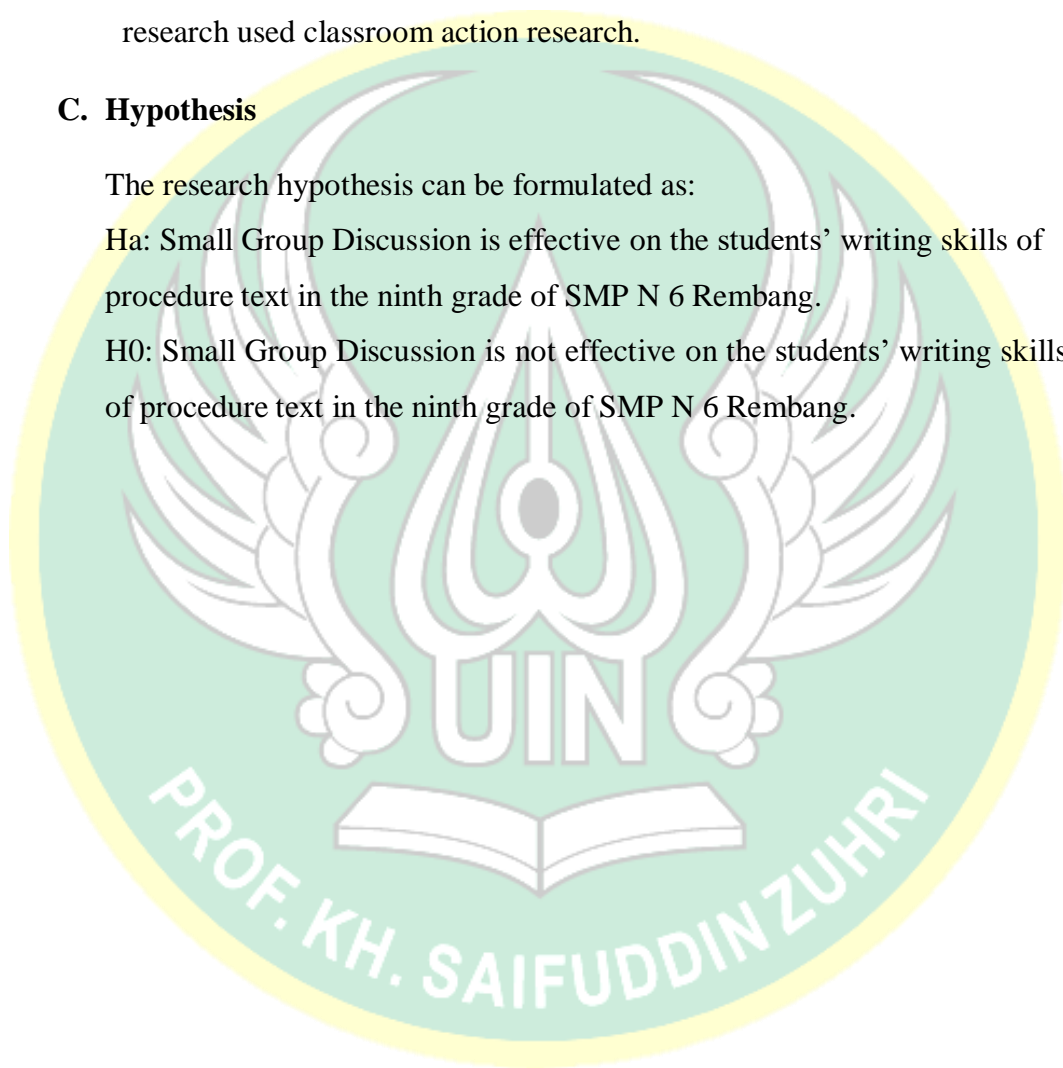 research used classroom action research.
C. Hypothesis
The research hypothesis can be formulated as:
Ha: Small Group Discussion is effective on the students’ writing skills of
procedure text in the ninth grade of SMP N 6 Rembang.
H0: Small Group Discussion is not effective on the students’ writing skills
of procedure text in the ninth grade of SMP N 6 Rembang.
UIN
PROF. KH. SAIFUDDIN ZUHRI